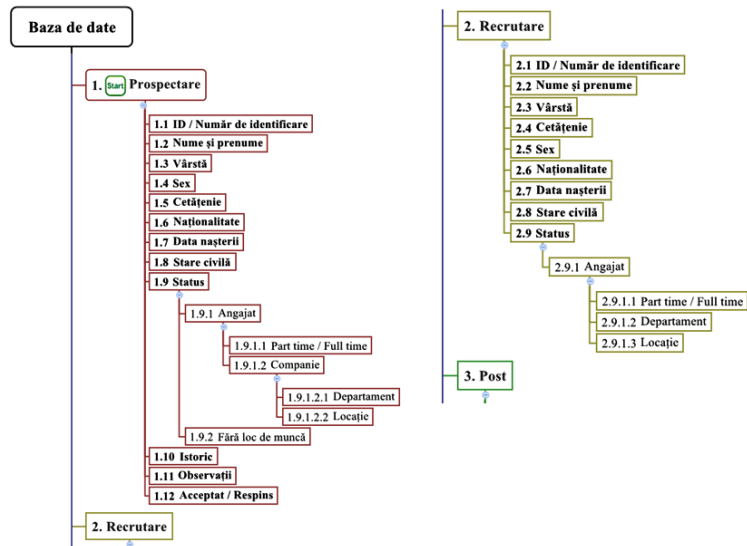 Baza de date
1. Start Prospectare
1.1 ID / Număr de identificare
1.2 Nume și prenume
1.3 Vârstă
1.4 Sex
1.5 Cetățenie
1.6 Naționalitate
1.7 Data nașterii
1.8 Stare civilă
1.9 Status
1.9.1 Angajat
1.9.1.1 Part time / Full time
1.9.1.2 Companie
1.9.1.2.1 Departament
1.9.1.2.2 Locație
1.9.2 Fără loc de muncă
1.10 Istoric
1.11 Observații
1.12 Acceptat / Respins
2. Recrutare
2. Recrutare
2.1 ID / Număr de identificare
2.2 Nume și prenume
2.3 Vârstă
2.4 Cetățenie
2.5 Sex
2.6 Naționalitate
2.7 Data nașterii
2.8 Stare civilă
2.9 Status
2.9.1 Angajat
2.9.1.1 Part time / Full time
2.9.1.2 Departament
2.9.1.3 Locație
3. Post